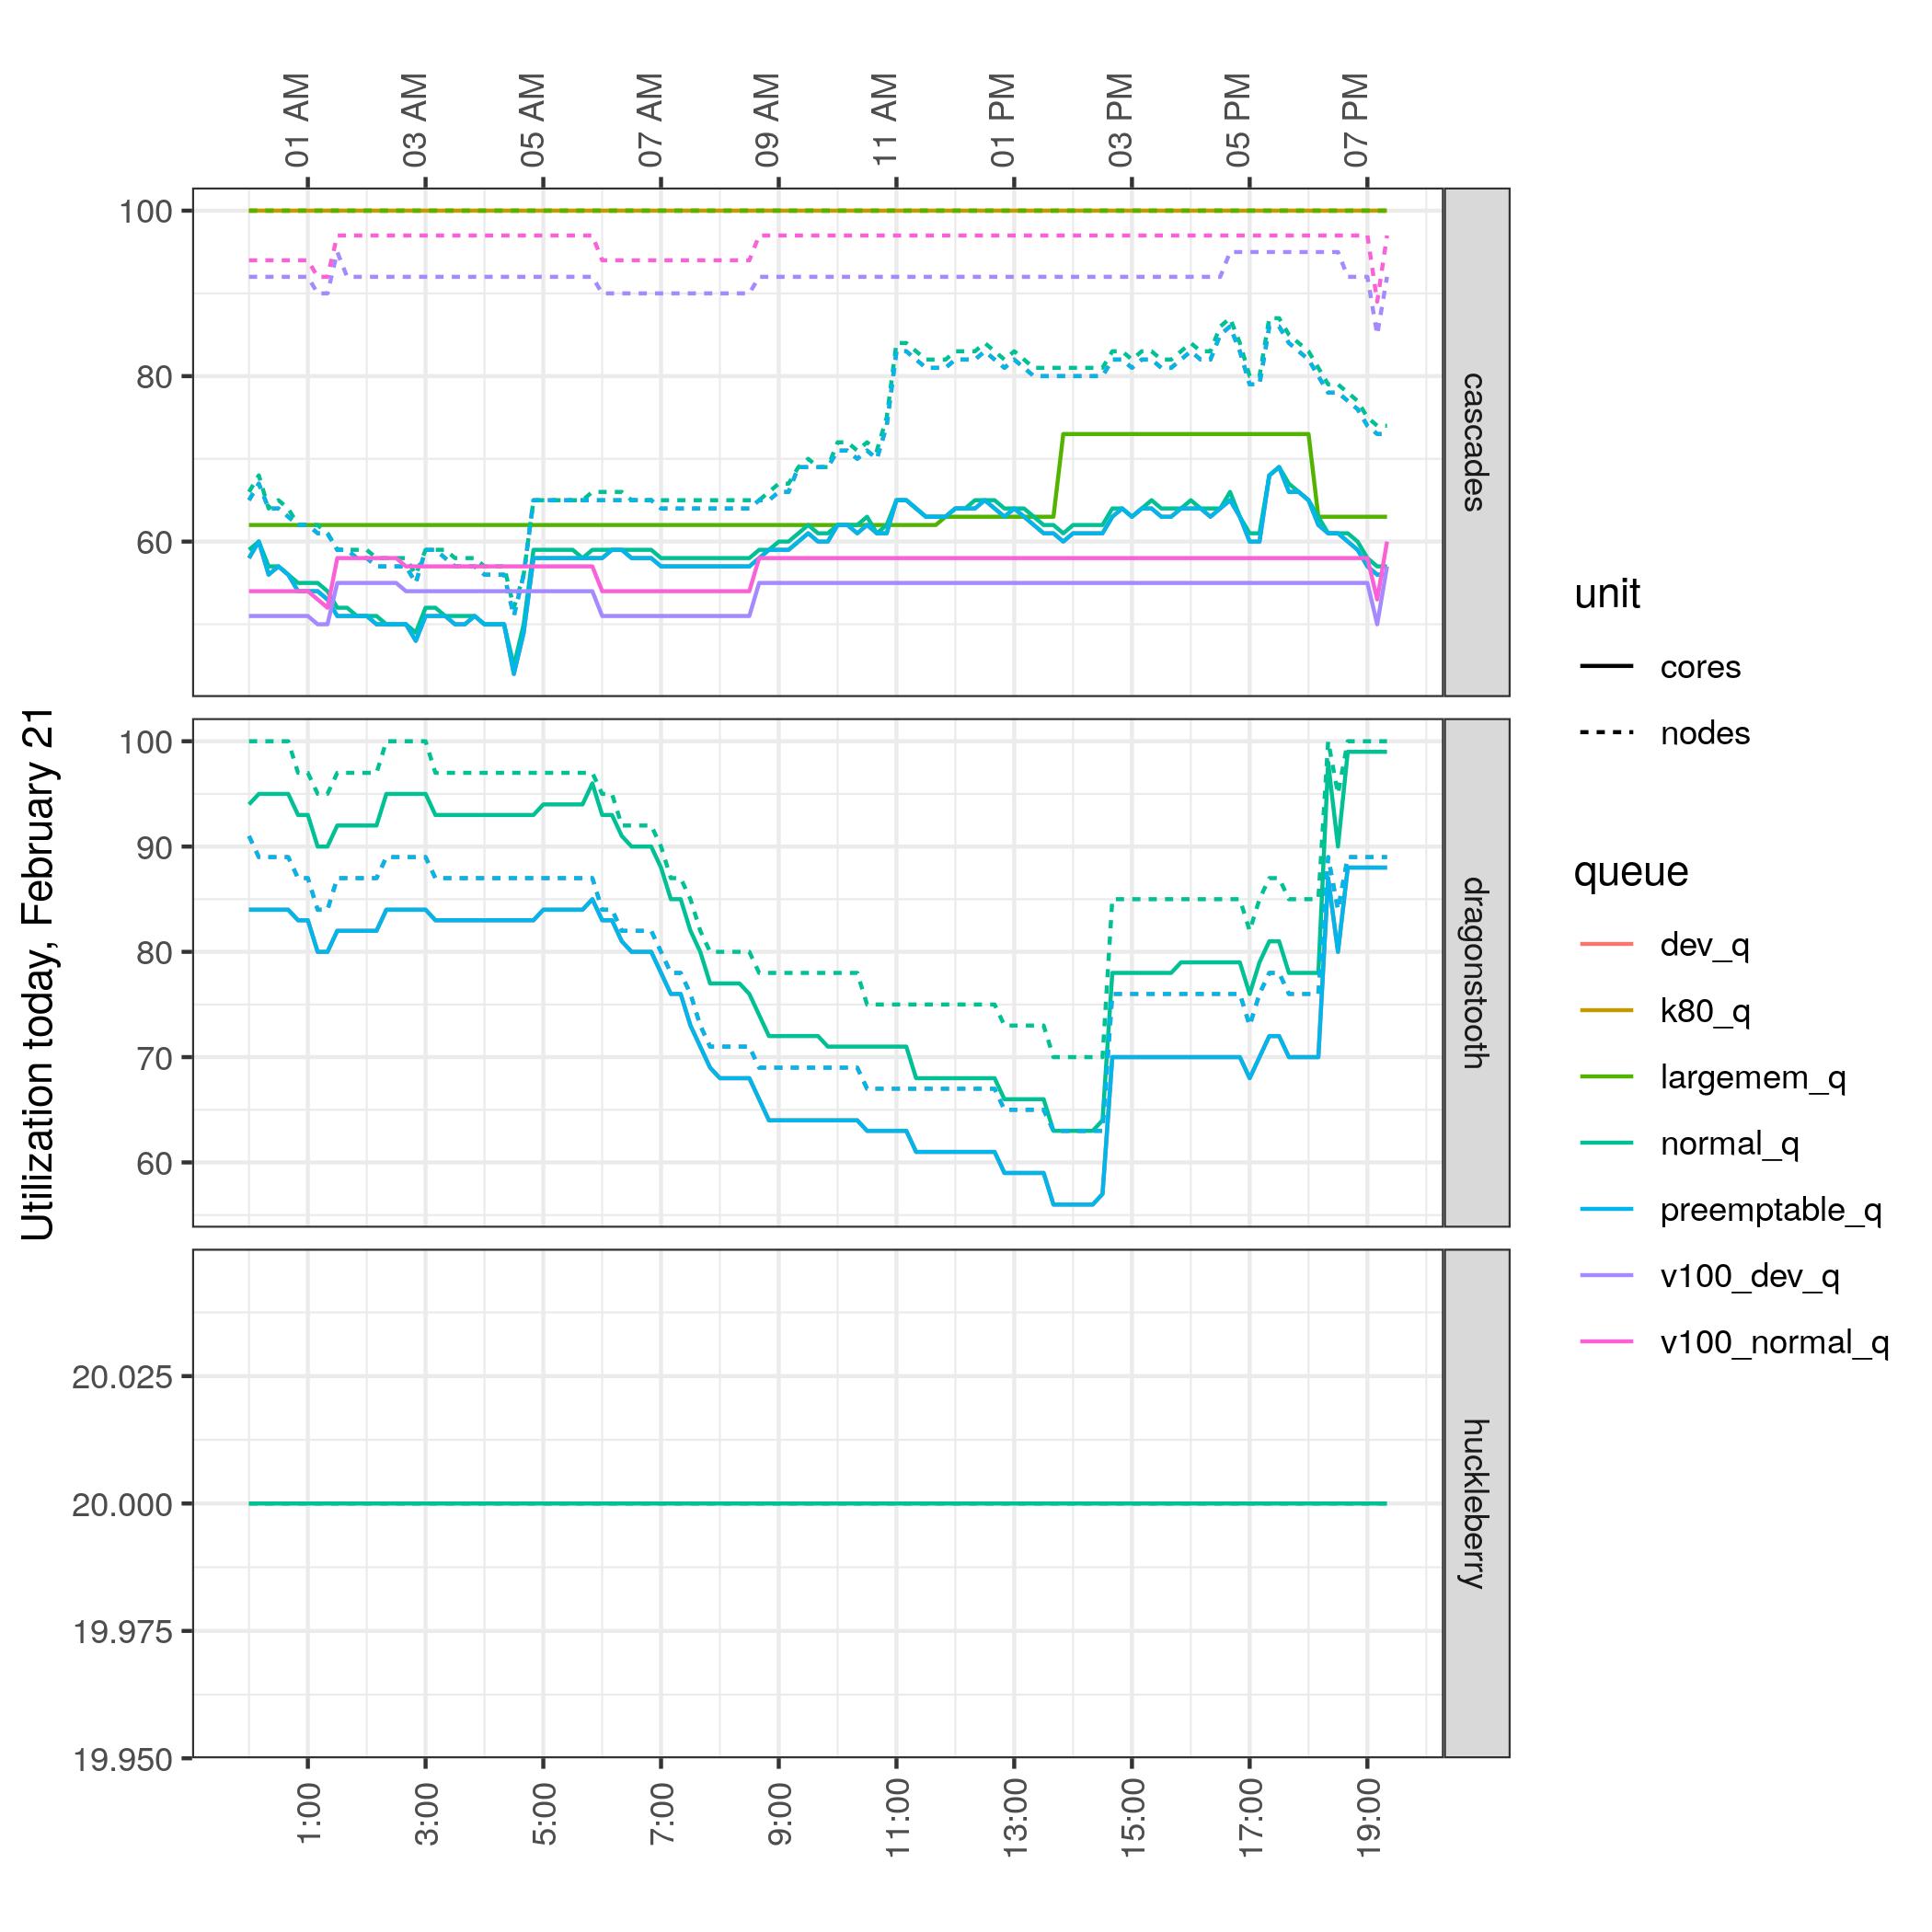 01 AM
03 AM
05 AM
07 AM
09 AM
11 AM
01 PM
03 PM
05 PM
07 PM
Utilization today, February 21
100
80
60
cascades
100
90
80
70
60
dragonstooth
20.025
20.000
19.975
19.950
huckleberry
1:00
3:00
5:00
7:00
9:00
11:00
13:00
15:00
17:00
19:00
unit
cores
nodes
queue
dev_q
k80_q
largemem_q
normal_q
preemptable_q
v100_dev_q
v100_normal_q